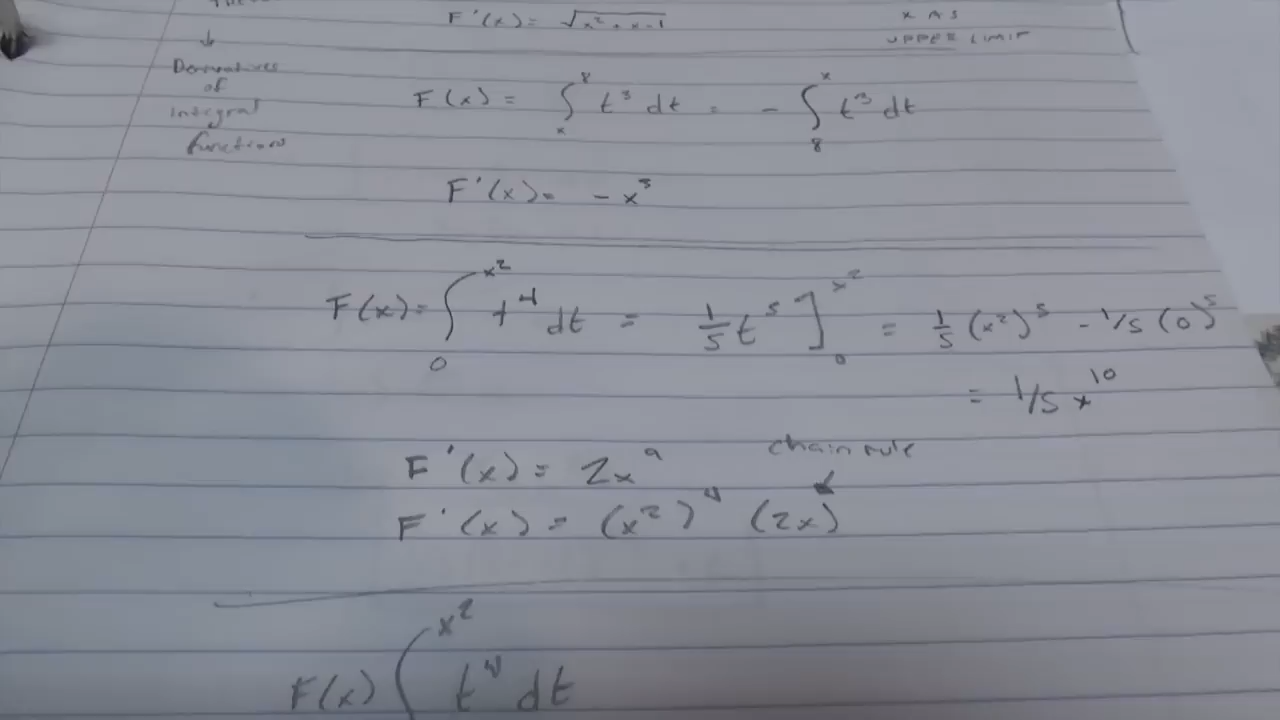 F'(x) = √x² + x - 1
x AS
UPPER LIMIT
↓
Derivatives
of
integral
functions
F(x) = ∫ₓ⁸ t³ dt = - ∫₈ˣ t³ dt
F'(x) = - x³
F(x) = ∫₀^x² t⁴ dt = 1/5 t⁵ ]₀^x² = 1/5 (x²)⁵ - 1/5 (0)⁵
= 1/5 x¹⁰
chain rule
F'(x) = 2x⁹
F'(x) = (x²)⁴ (2x)
F(x) ∫^x² t⁴ dt